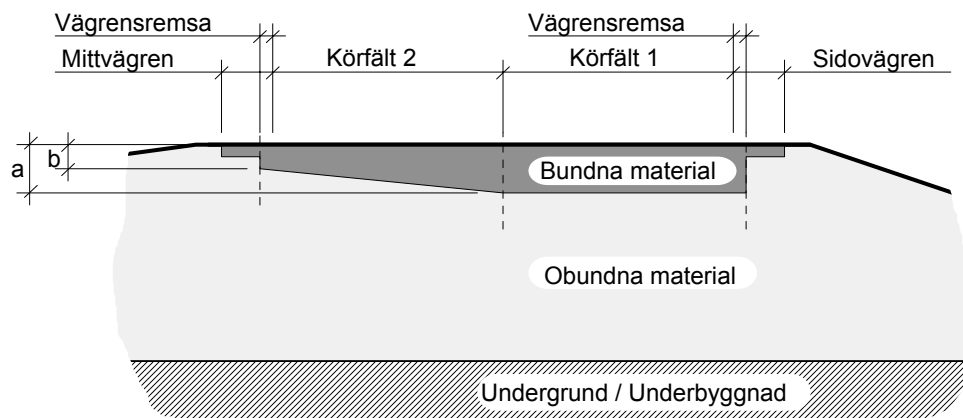 Vägrensremsa
Vägrensremsa
Mittvägren
Körfält 2
Körfält 1
Sidovägren
a
b
Bundna material
Obundna material
Undergrund / Underbyggnad